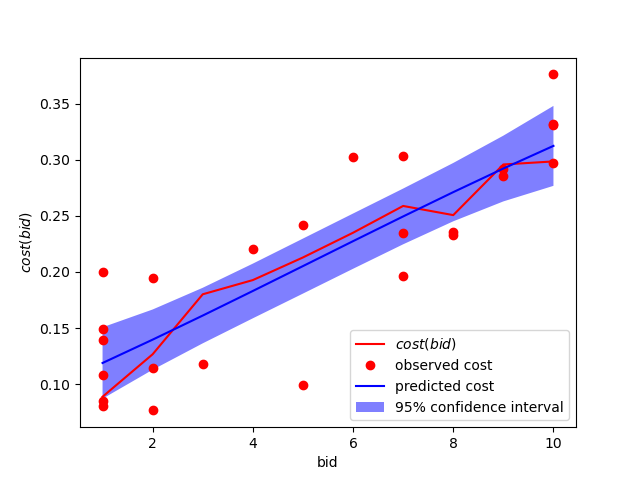 0.35
0.30
0.25
0.20
0.15
0.10
cost(bid)
cost(bid)
observed cost
predicted cost
95% confidence interval
2
4
6
8
10
bid